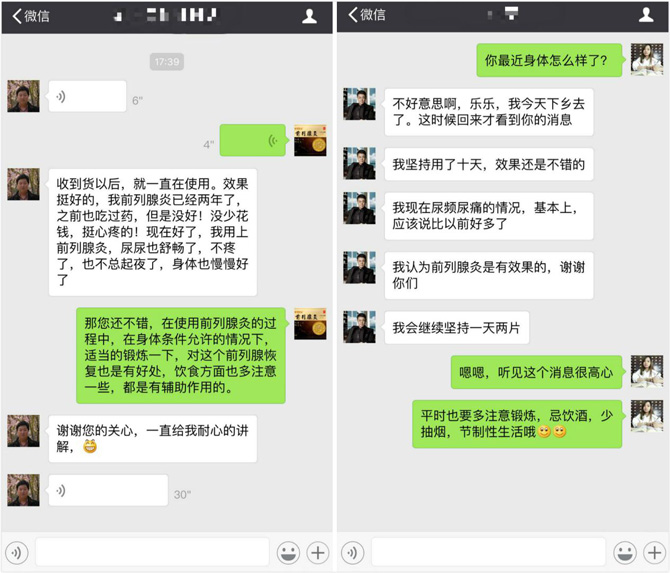 微信
17:39
6"
4"
收到货以后，就一直在使用。效果
挺好的，我前列腺炎已经两年了，
之前也吃过药，但是没好！没少花
钱，挺心疼的！现在好了，我用上
前列腺灸，尿尿也舒畅了，不疼
了，也不总起夜了，身体也慢慢好
了
那您还不错，在使用前列腺灸的过
程中，在身体条件允许的情况下，
适当的锻炼一下，对这个前列腺恢
复也是有好处，饮食方面也多注意
一些，都是有辅助作用的。
谢谢您的关心，一直给我耐心的讲
解，😁
30"
微信
你最近身体怎么样了?
不好意思啊，乐乐，我今天下乡去
了。这时候回来才看到你的消息
我坚持用了十天，效果还是不错的
我现在尿频尿痛的情况，基本上，
应该说比以前好多了
我认为前列腺灸是有效果的，谢谢
你们
我会继续坚持一天两片
嗯嗯，听见这个消息很高心
平时也要多注意锻炼，忌饮酒，少
抽烟，节制性生活哦😊😊